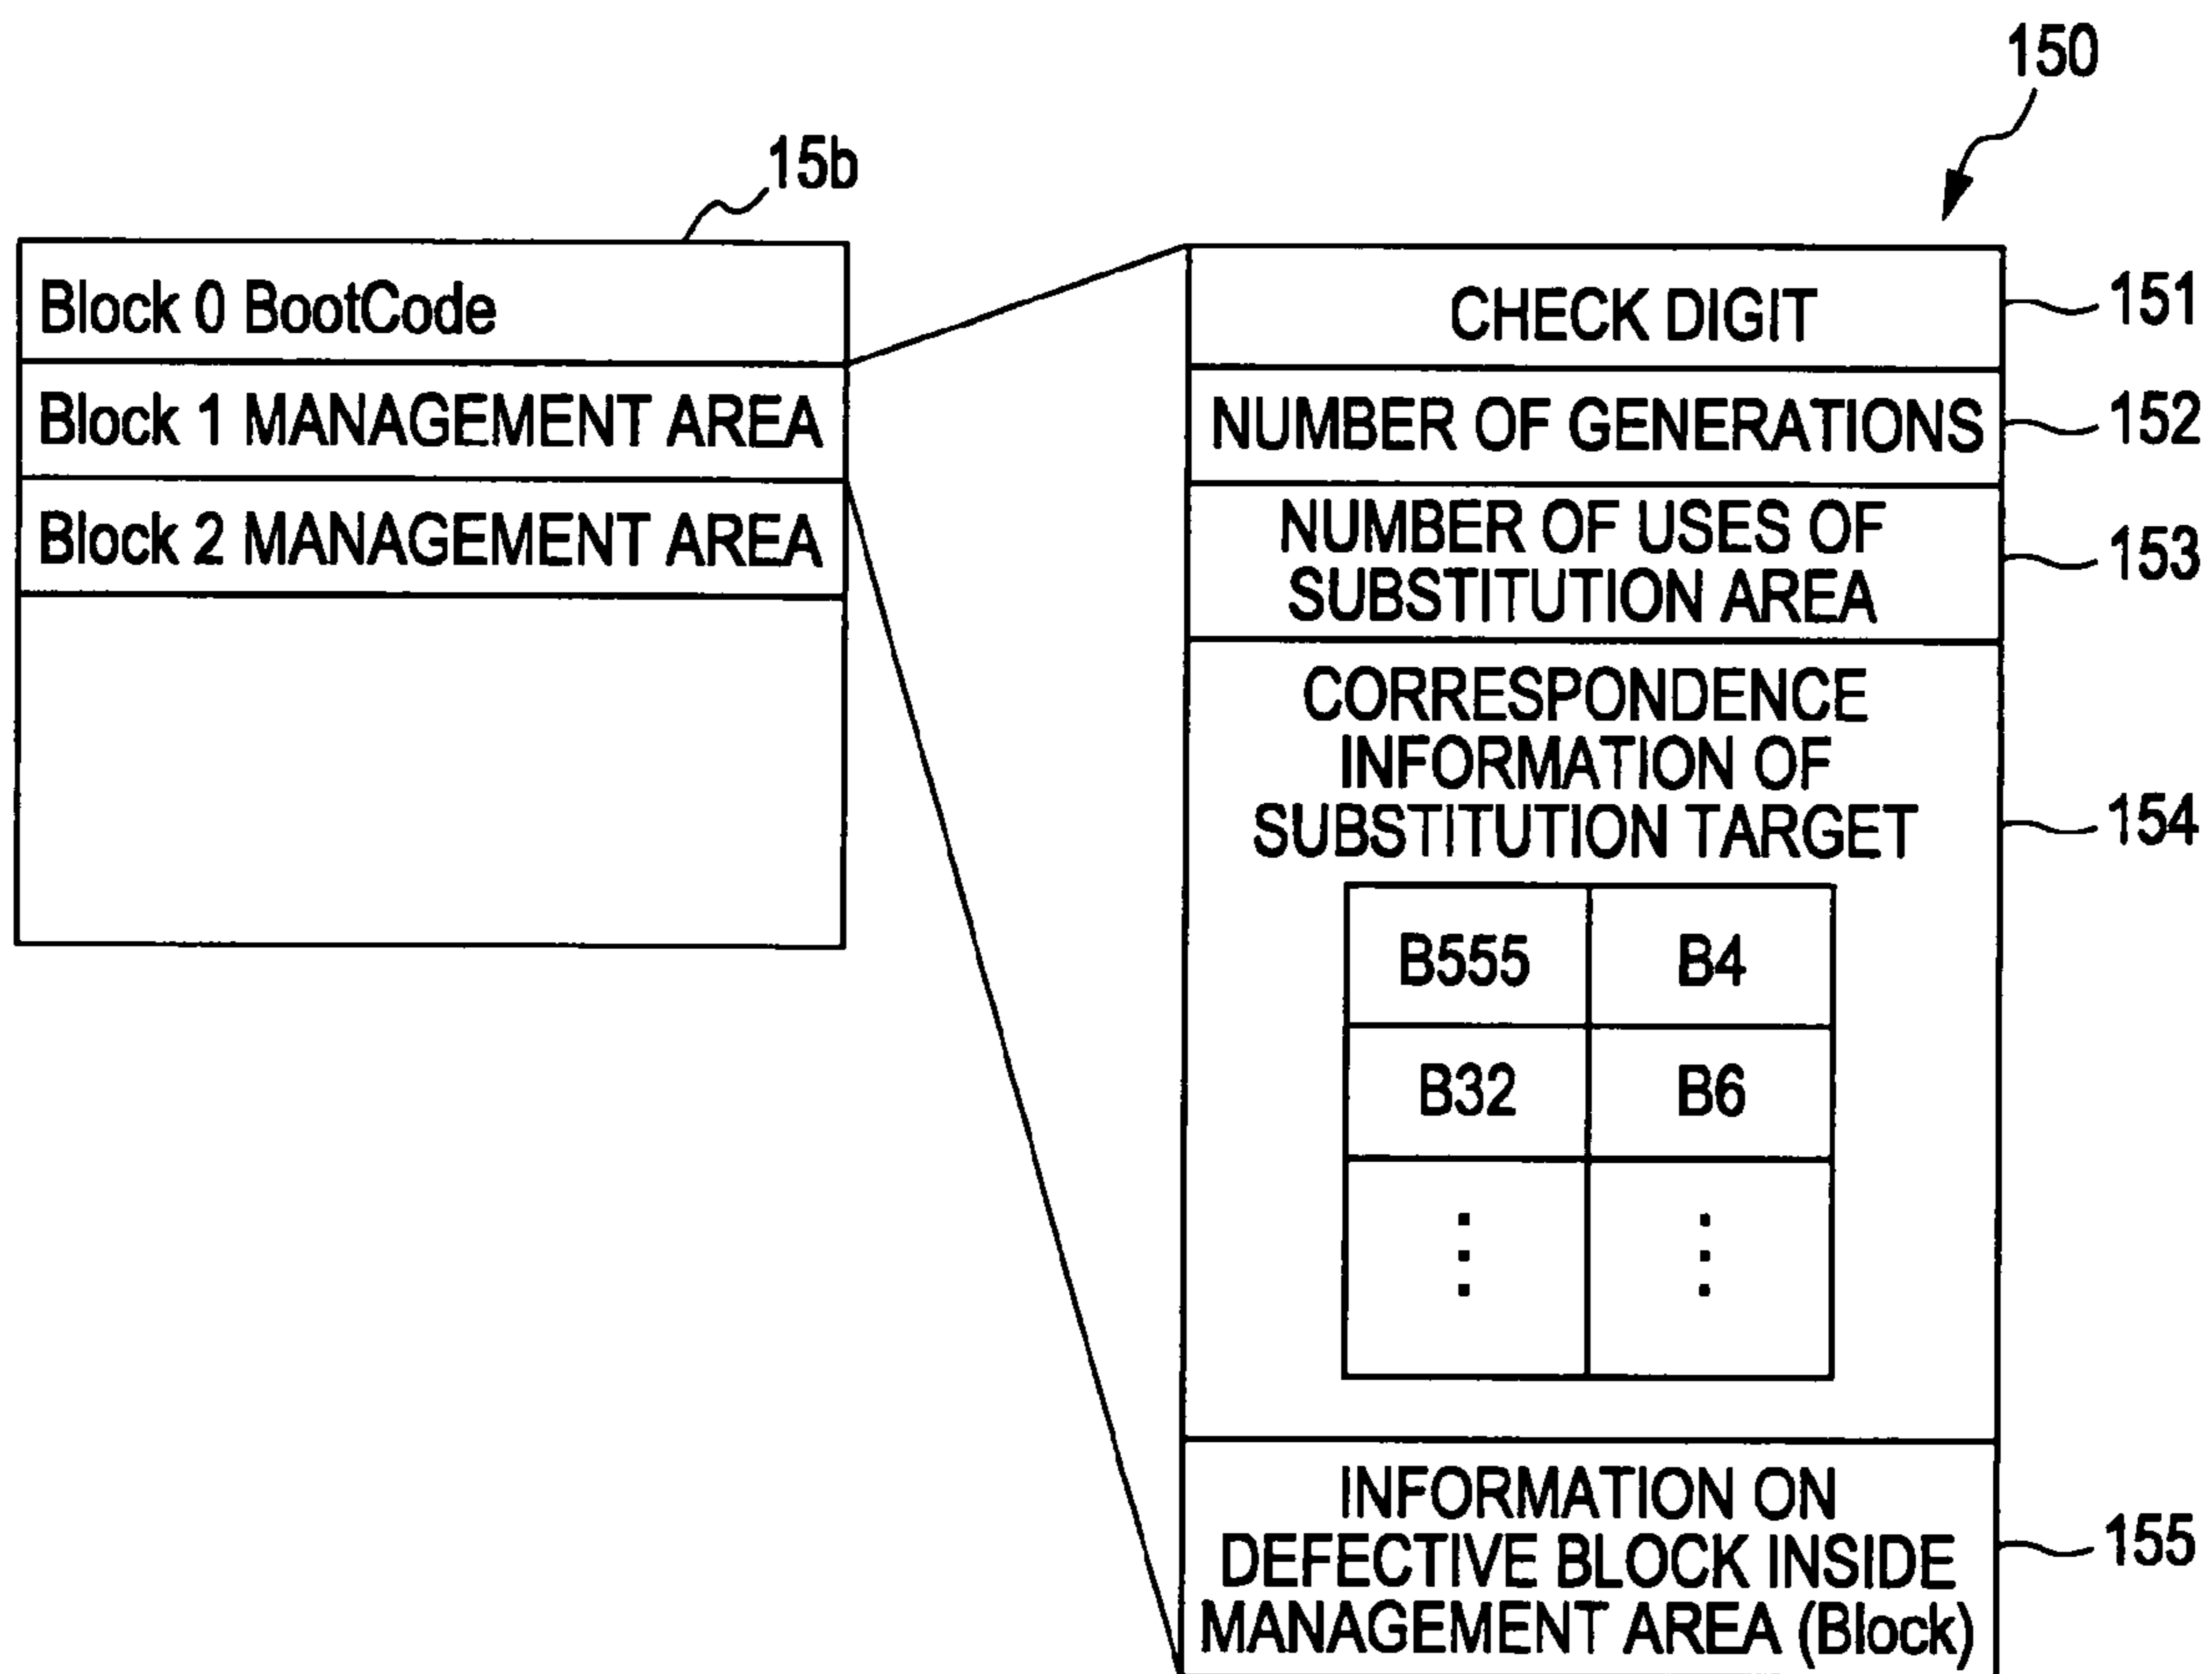 150
15b
Block 0 BootCode
Block 1 MANAGEMENT AREA
Block 2 MANAGEMENT AREA
CHECK DIGIT
151
NUMBER OF GENERATIONS
152
NUMBER OF USES OF
SUBSTITUTION AREA
153
CORRESPONDENCE
INFORMATION OF
SUBSTITUTION TARGET
154
B555 B4
B32 B6
⋮ ⋮
INFORMATION ON
DEFECTIVE BLOCK INSIDE
MANAGEMENT AREA (Block)
155